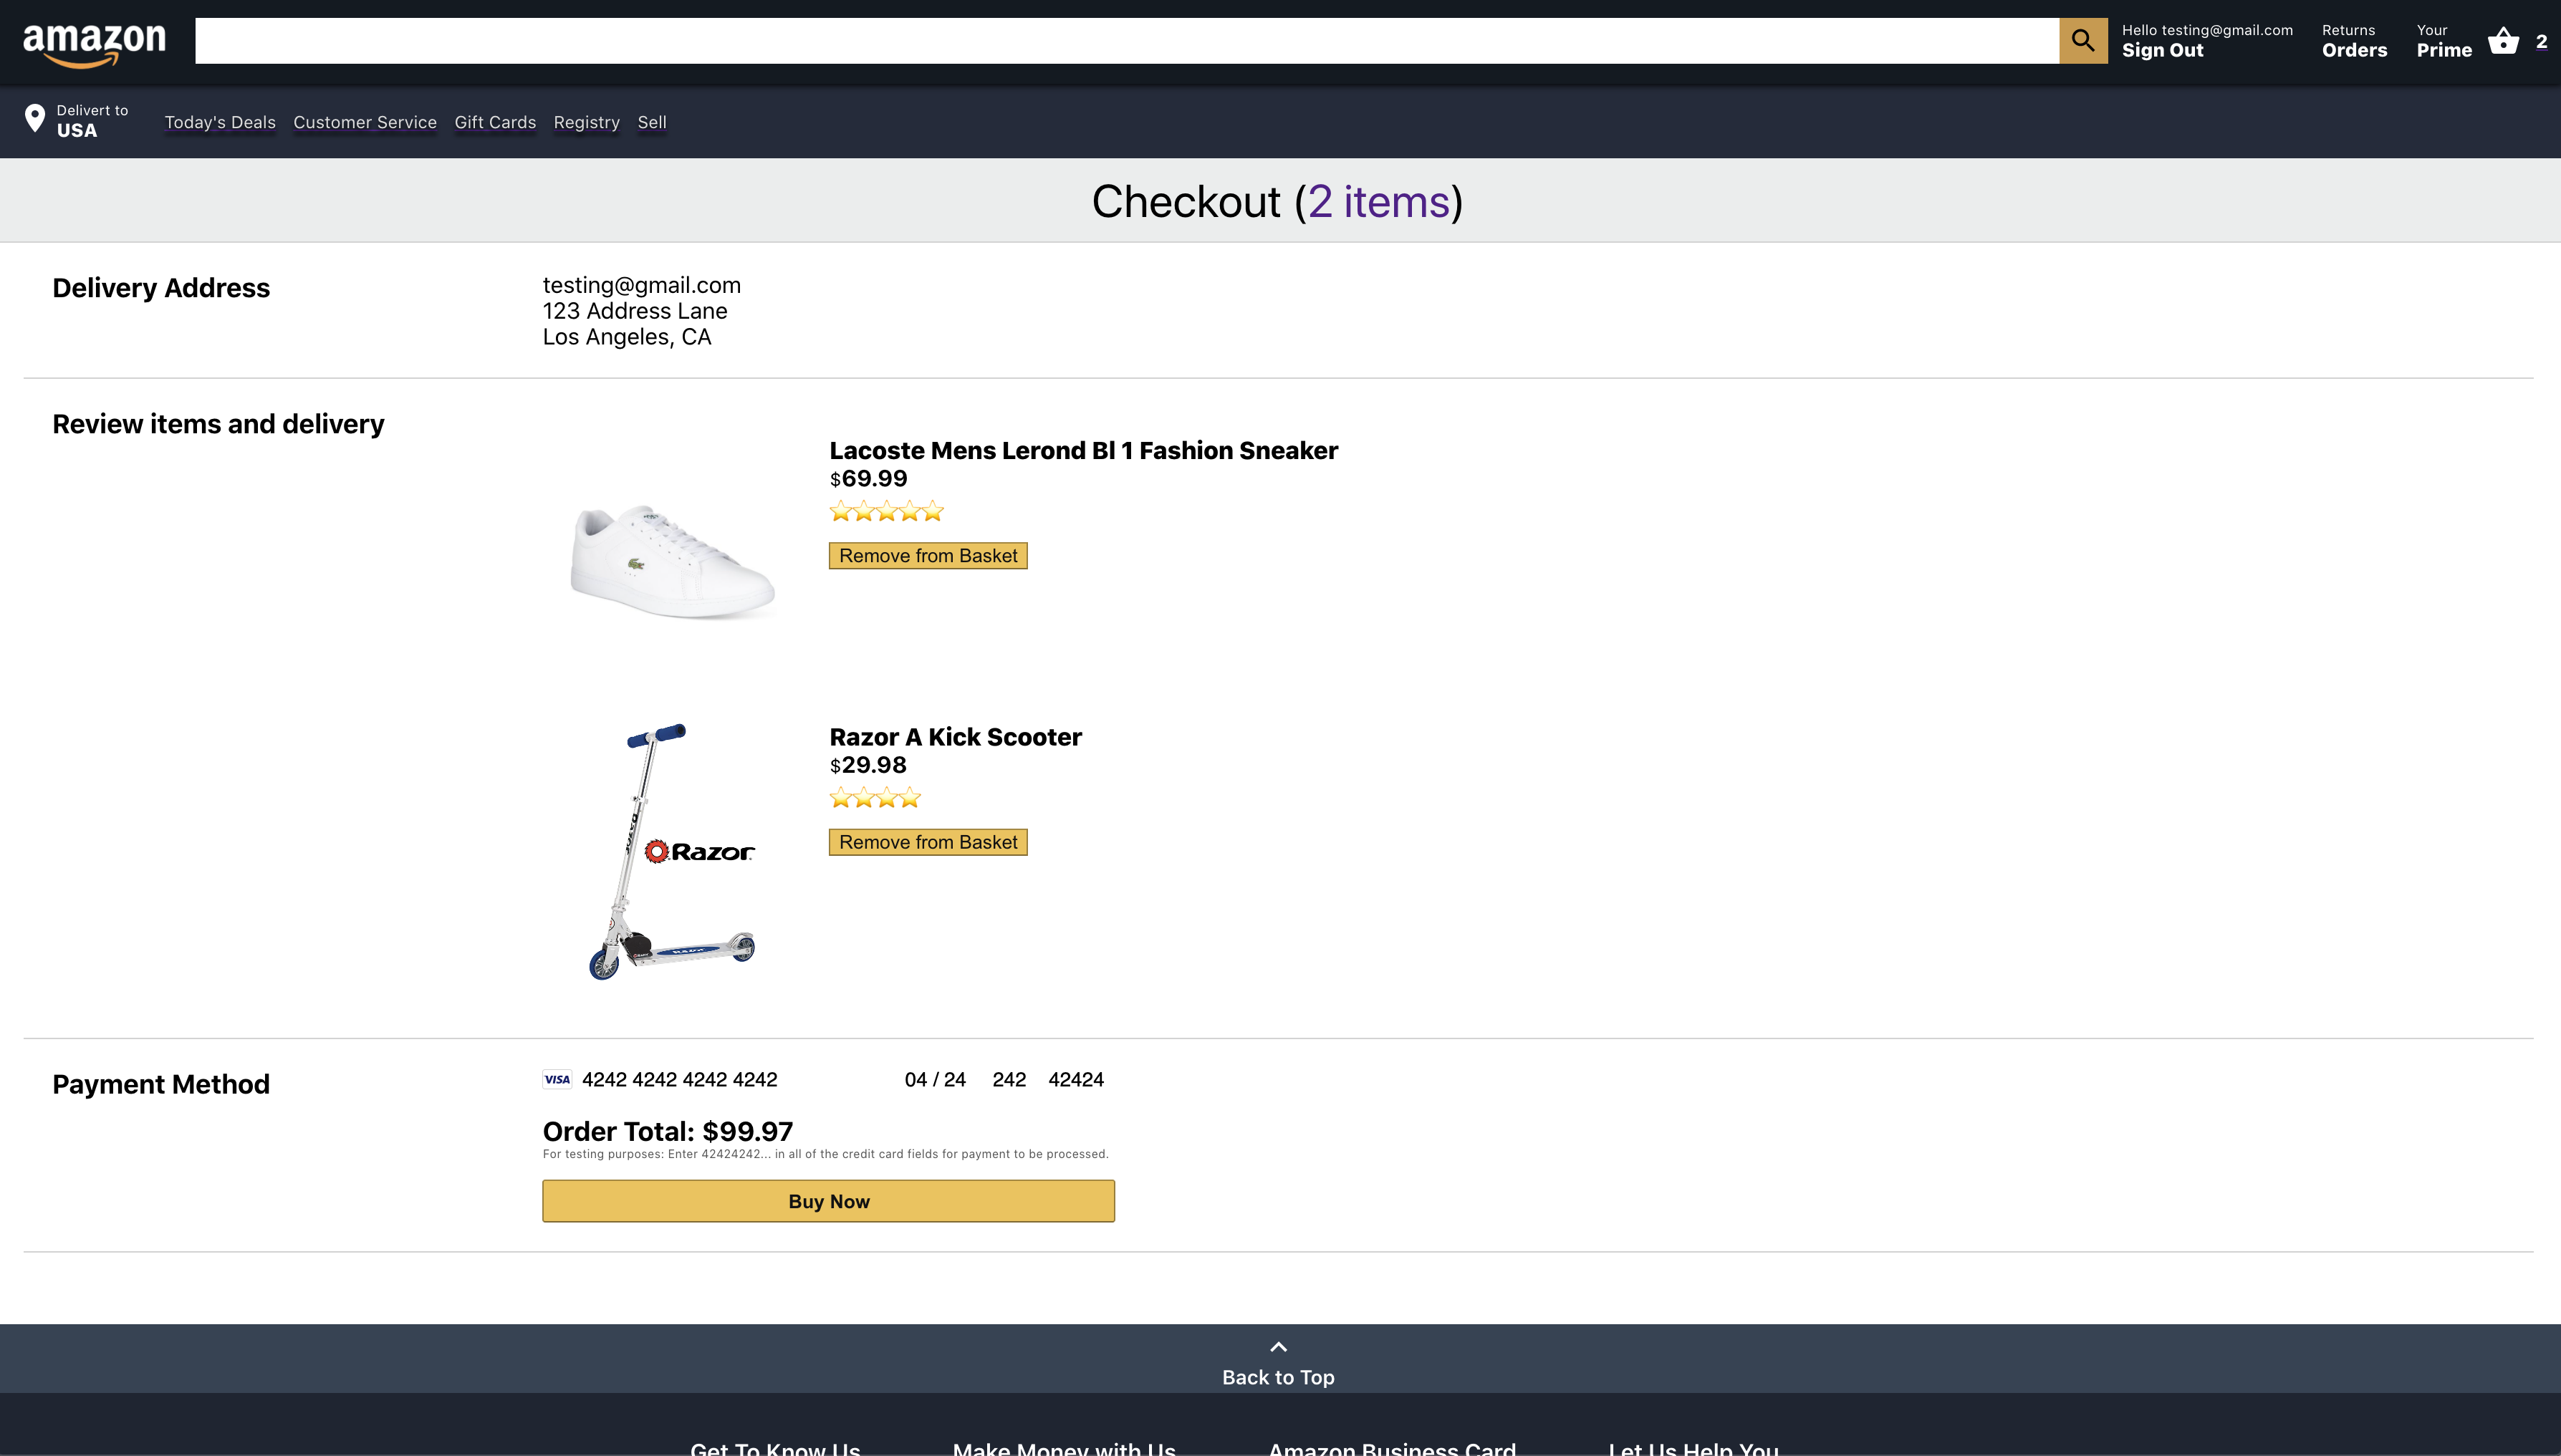 amazon
Hello testing@gmail.com
Sign Out
Returns
Orders
Your
Prime
2
Delivert to
USA
Today's Deals
Customer Service
Gift Cards
Registry
Sell
Checkout (2 items)
Delivery Address
testing@gmail.com
123 Address Lane
Los Angeles, CA
Review items and delivery
Lacoste Mens Lerond Bl 1 Fashion Sneaker
$69.99
Remove from Basket
Razor A Kick Scooter
$29.98
Remove from Basket
Razor
Razor
Razor
Payment Method
VISA 4242 4242 4242 4242 04 / 24 242 42424
Order Total: $99.97
For testing purposes: Enter 42424242... in all of the credit card fields for payment to be processed.
Buy Now
Back to Top
Get To Know Us
Make Money with Us
Amazon Business Card
Let Us Help You